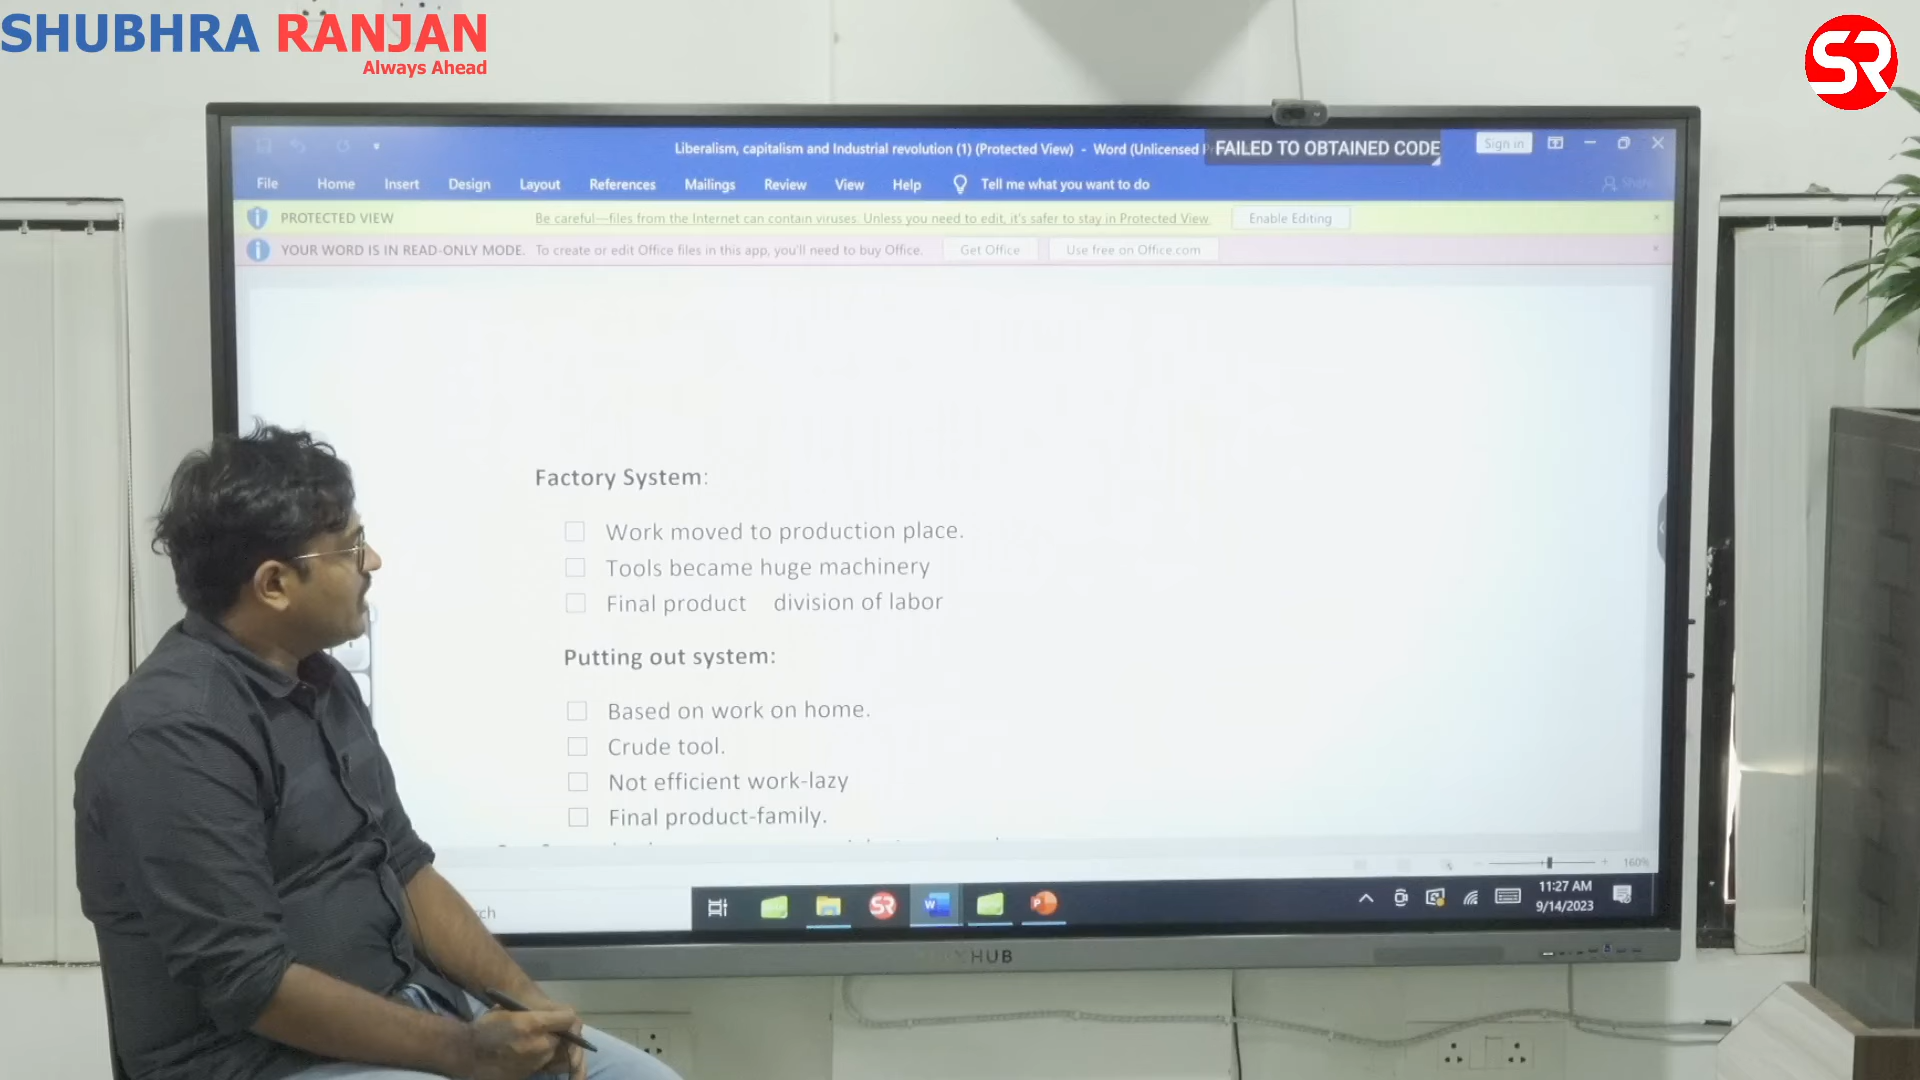 SHUBHRA RANJAN
Always Ahead
SR
Liberalism, capitalism and Industrial revolution (1) (Protected View) - Word (Unlicensed P
FAILED TO OBTAINED CODE
Sign in
File Home Insert Design Layout References Mailings Review View Help Tell me what you want to do Share
PROTECTED VIEW Be careful—files from the Internet can contain viruses. Unless you need to edit, it's safer to stay in Protected View. Enable Editing
YOUR WORD IS IN READ-ONLY MODE. To create or edit Office files in this app, you'll need to buy Office. Get Office Use free on Office.com
Factory System:
Work moved to production place.
Tools became huge machinery
Final product division of labor
Putting out system:
Based on work on home.
Crude tool.
Not efficient work-lazy
Final product-family.
160%
rch
SR
W
P
11:27 AM
9/14/2023
HUB